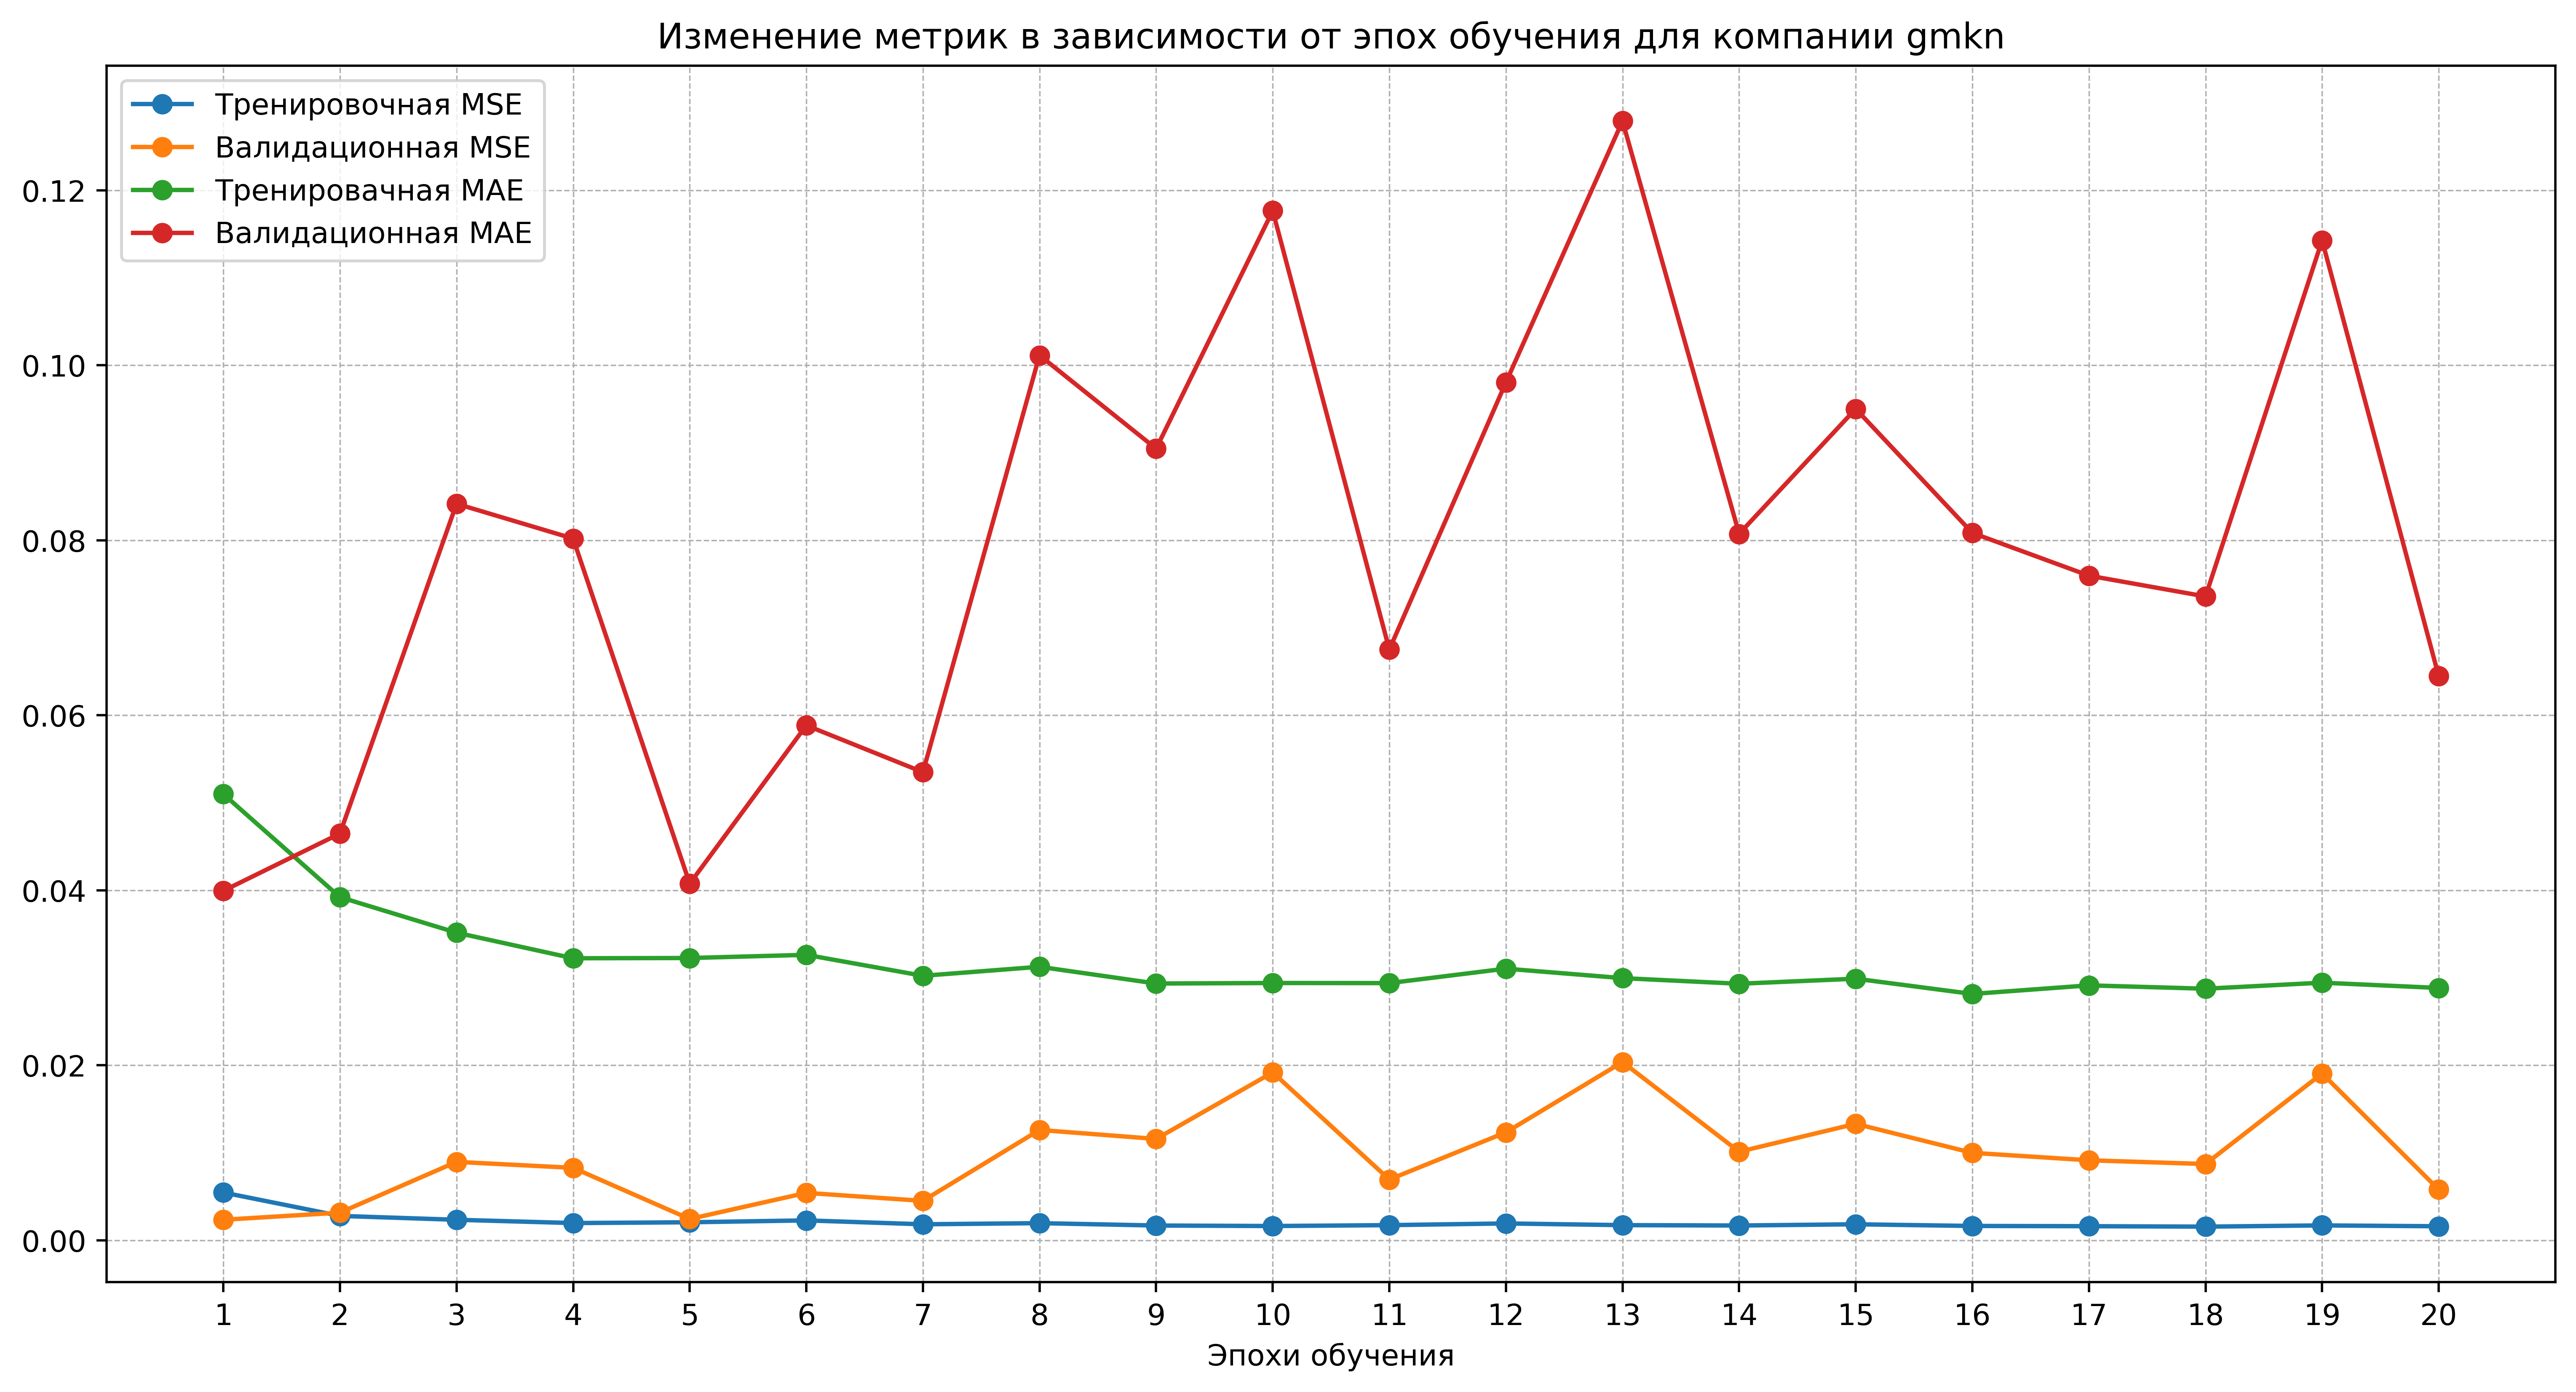 Изменение метрик в зависимости от эпох обучения для компании gmkn
Тренировочная MSE
Валидационная MSE
Тренировачная MAE
Валидационная MAE
0.12
0.10
0.08
0.06
0.04
0.02
0.00
1 2 3 4 5 6 7 8 9 10 11 12 13 14 15 16 17 18 19 20
Эпохи обучения